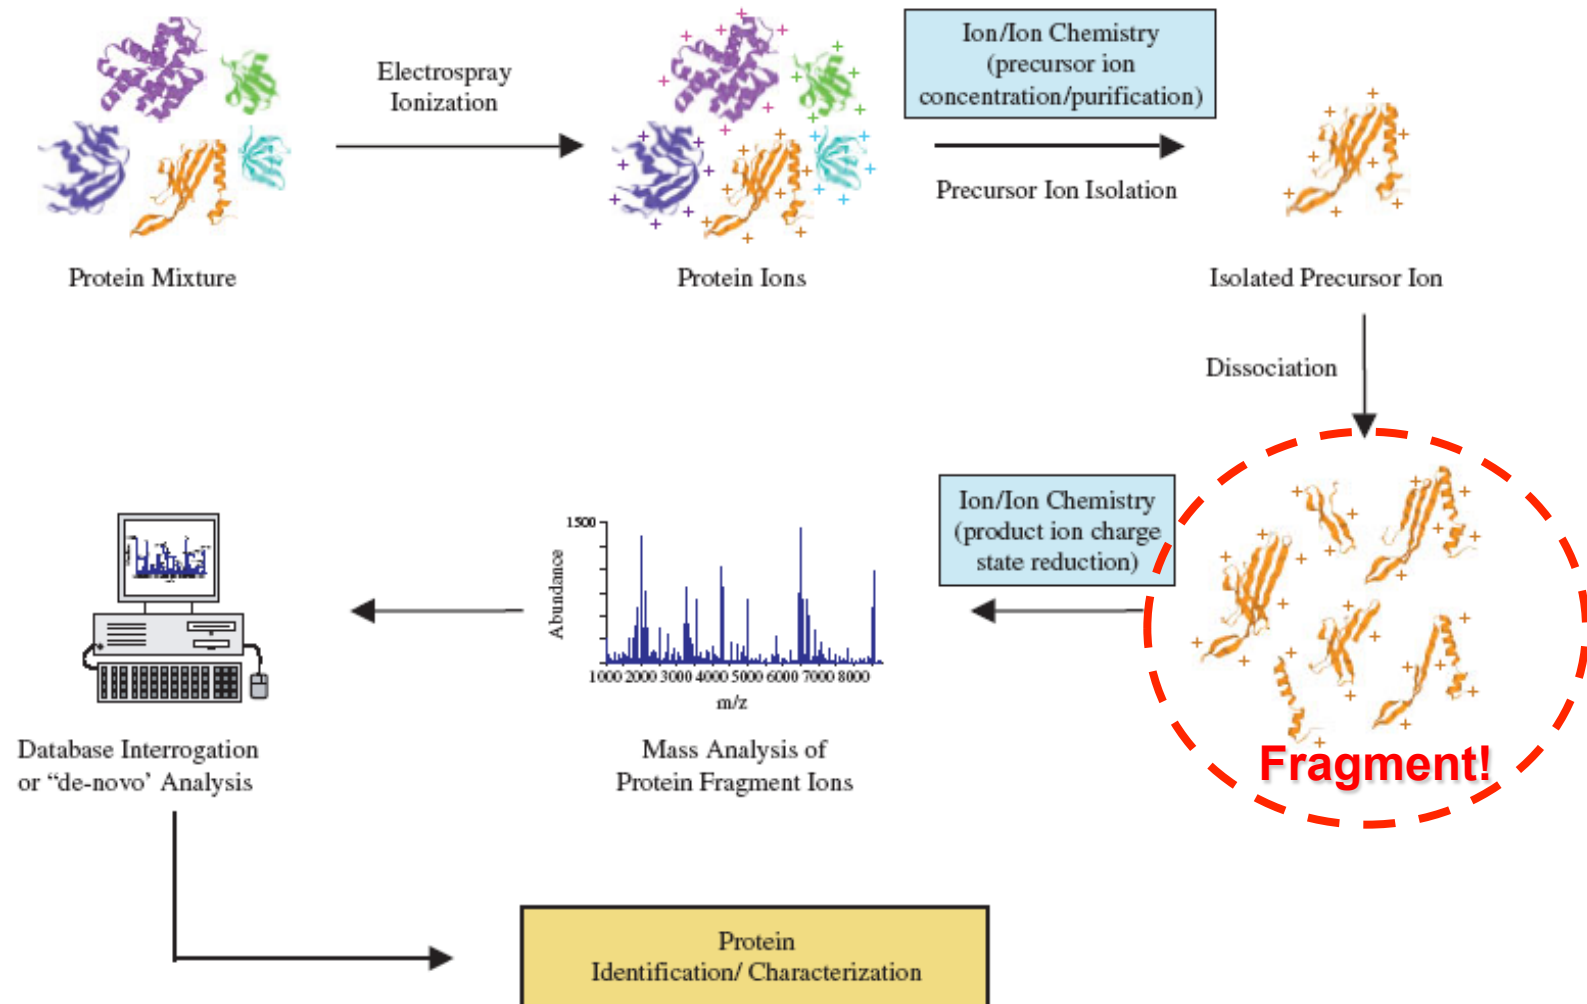 Electrospray
Ionization
Ion/Ion Chemistry
(precursor ion
concentration/purification)
Precursor Ion Isolation
Protein Mixture
Protein Ions
Isolated Precursor Ion
Dissociation
Ion/Ion Chemistry
(product ion charge
state reduction)
Fragment!
1500
Abundance
1000 2000 3000 4000 5000 6000 7000 8000
m/z
Mass Analysis of
Protein Fragment Ions
Database Interrogation
or “de-novo’ Analysis
Protein
Identification/ Characterization